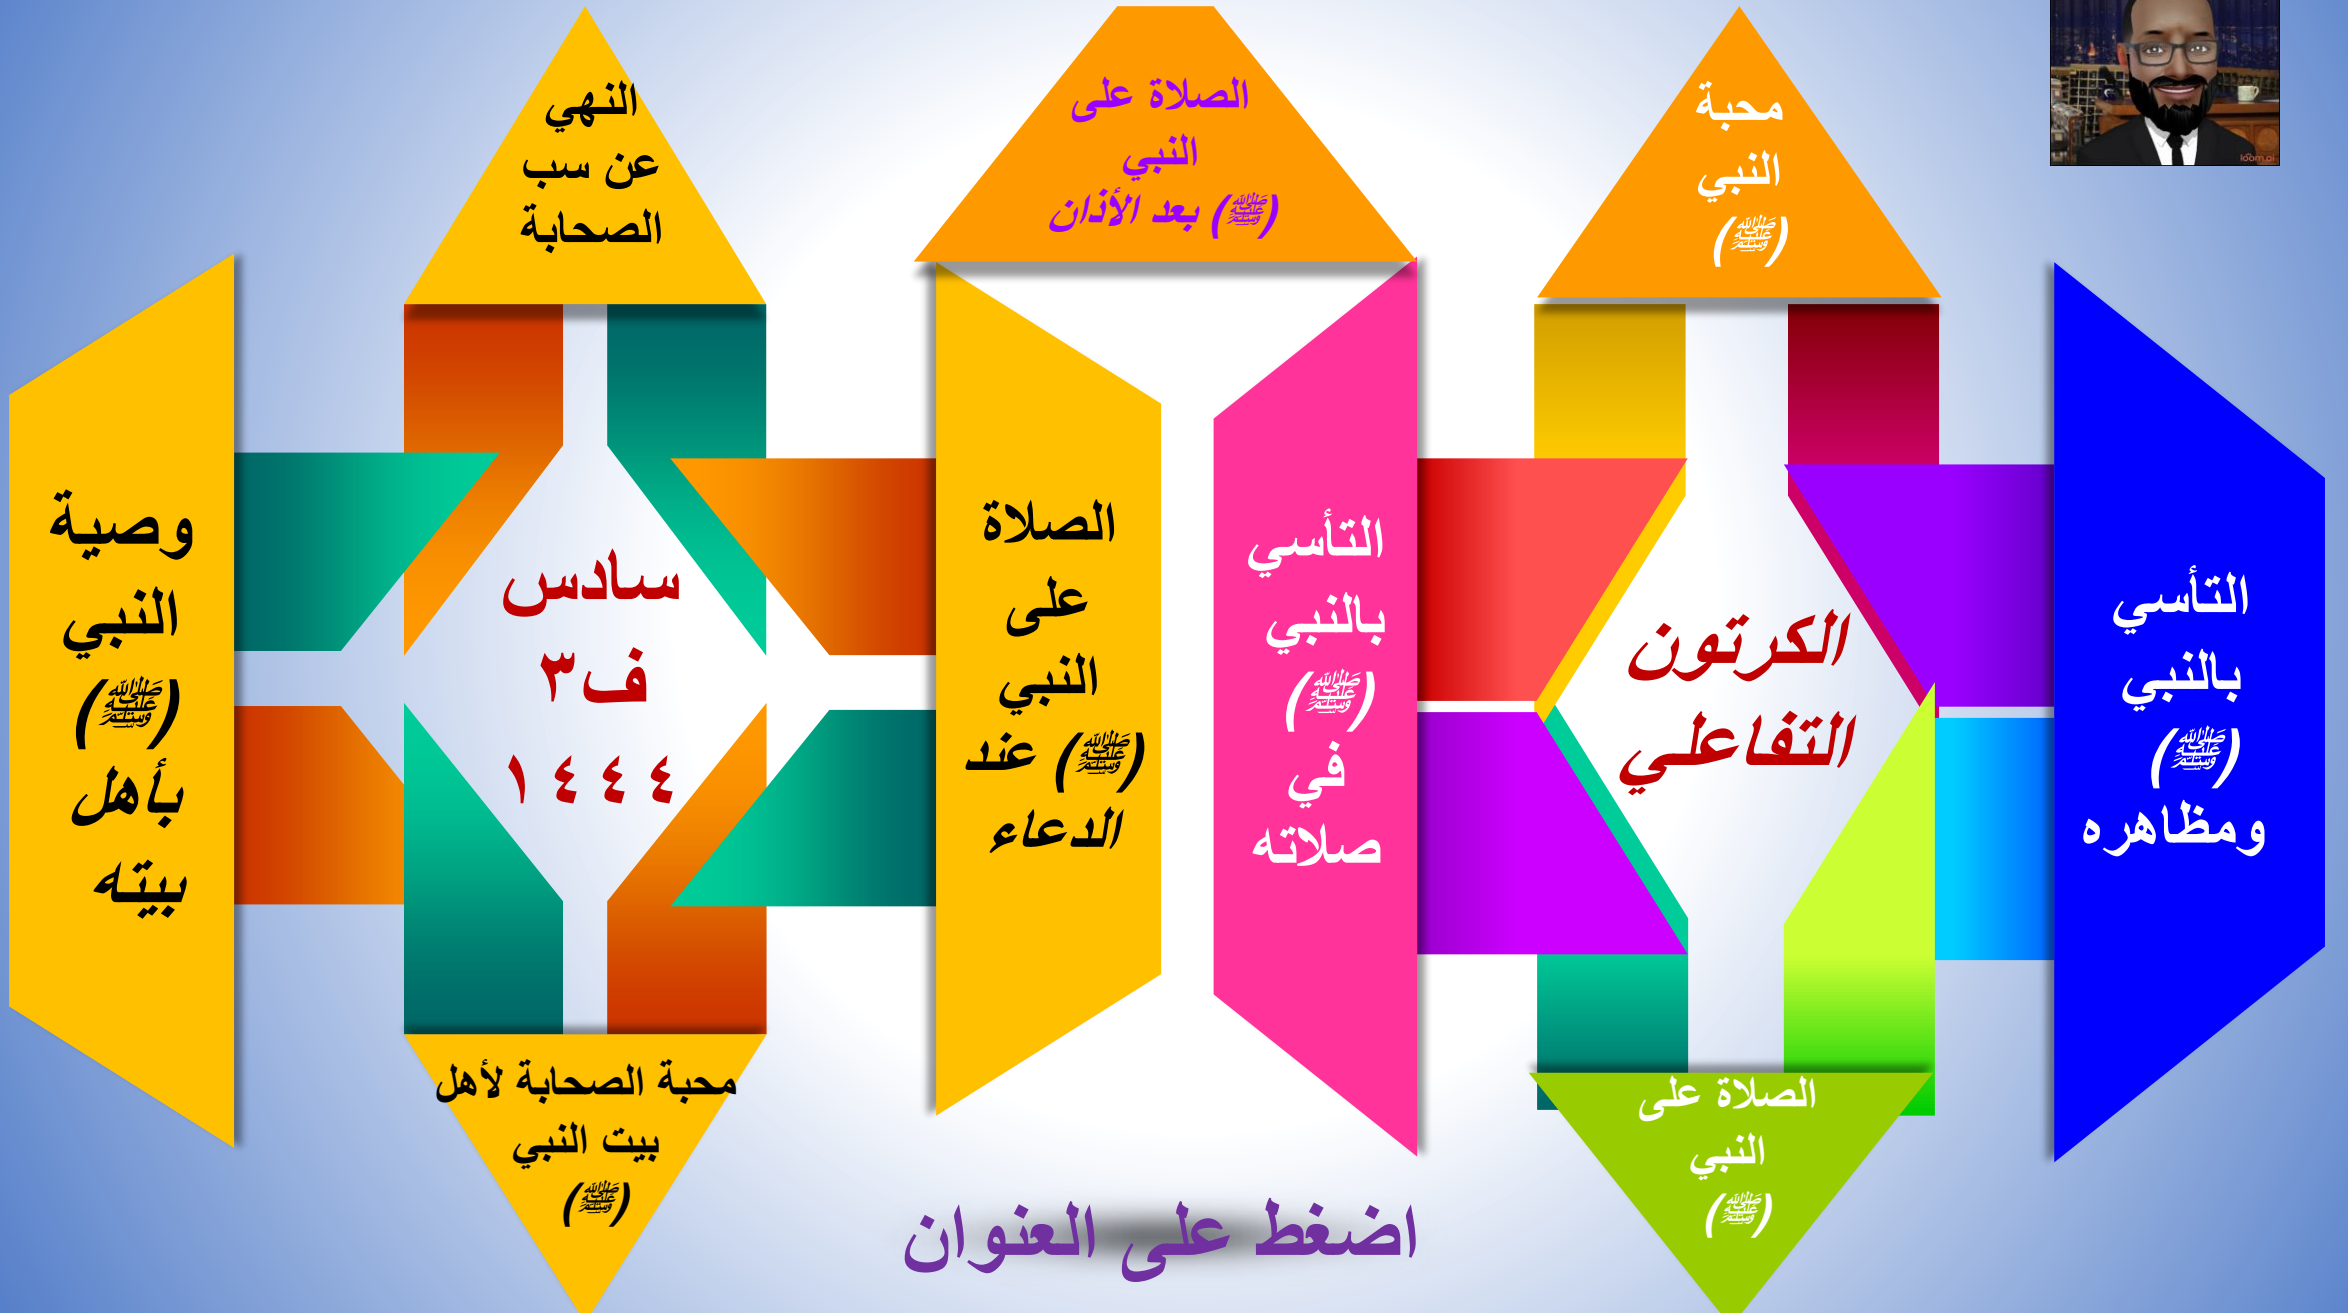 محبة
النبي
(ﷺ)
الصلاة على
النبي
(ﷺ) بعد الأذان
النهي
عن سب
الصحابة
التأسي
بالنبي
(ﷺ)
ومظاهره
الكرتون
التفاعلي
التأسي
بالنبي
(ﷺ)
في
صلاته
الصلاة
على
النبي
(ﷺ) عند
الدعاء
سادس
ف٣
١٤٤٤
وصية
النبي
(ﷺ)
بأهل
بيته
الصلاة على
النبي
(ﷺ)
محبة الصحابة لأهل
بيت النبي
(ﷺ)
اضغط على العنوان
loom.ai